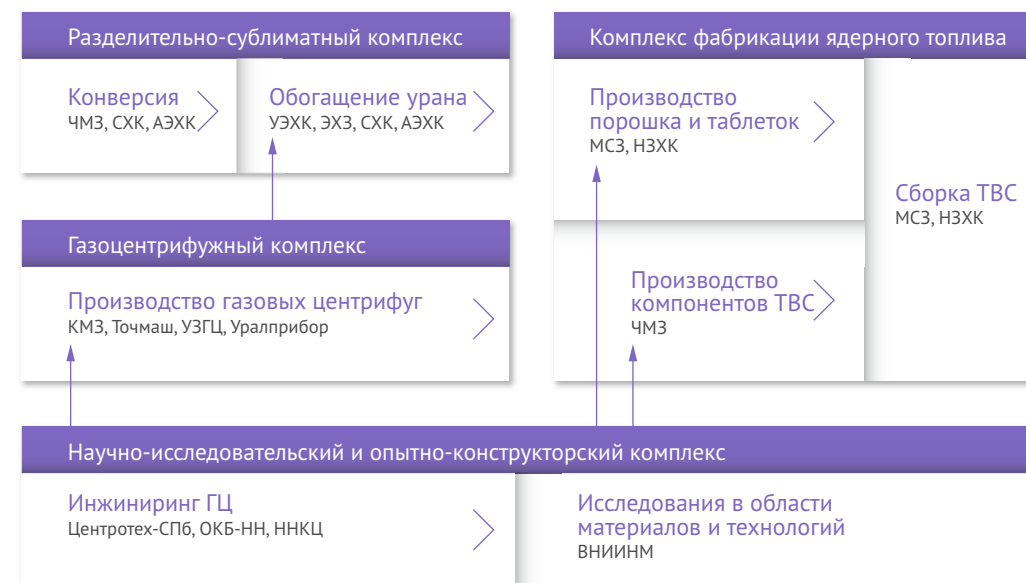 Разделительно-сублиматный комплекс
Конверсия
ЧМЗ, СХК, АЭХК
Обогащение урана
УЭХК, ЭХЗ, СХК, АЭХК
Газоцентрифужный комплекс
Производство газовых центрифуг
КМЗ, Точмаш, УЗГЦ, Уралприбор
Комплекс фабрикации ядерного топлива
Производство
порошка и таблеток
МСЗ, НЗХК
Производство
компонентов ТВС
ЧМЗ
Сборка ТВС
МСЗ, НЗХК
Научно-исследовательский и опытно-конструкторский комплекс
Инжиниринг ГЦ
Центротех-СПб, ОКБ-НН, ННКЦ
Исследования в области
материалов и технологий
ВНИИНМ